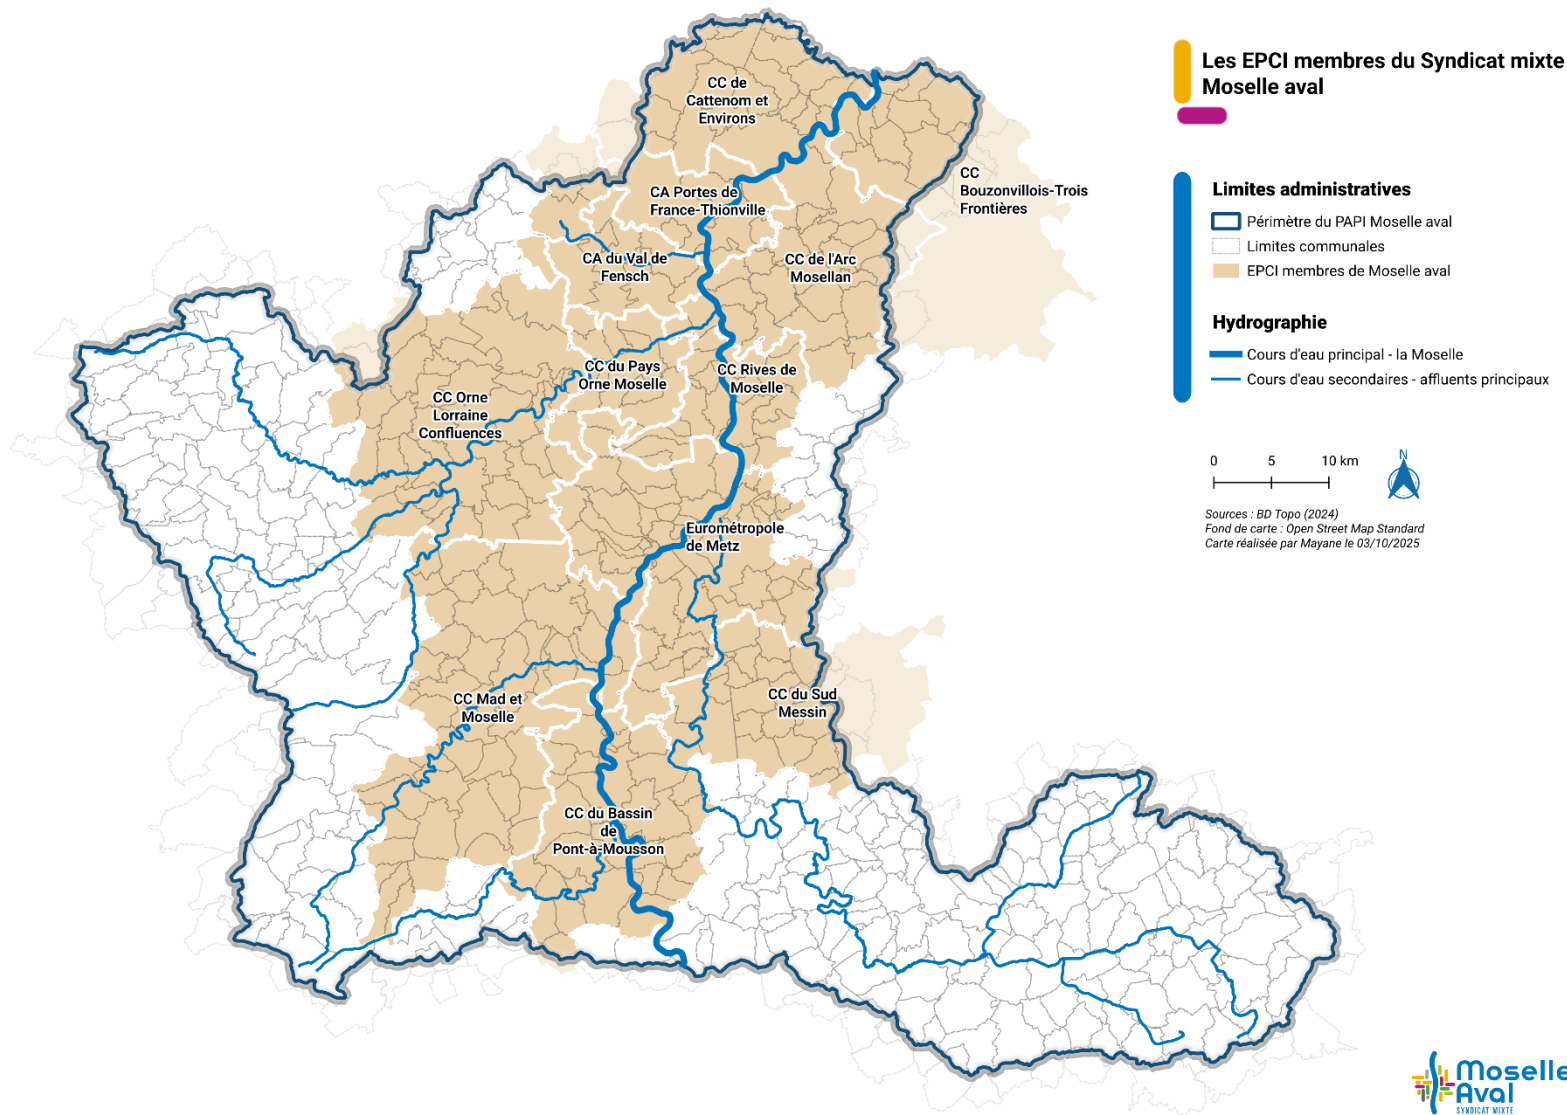 Les EPCI membres du Syndicat mixte
Moselle aval
Limites administratives
Périmètre du PAPI Moselle aval
Limites communales
EPCI membres de Moselle aval
Hydrographie
Cours d'eau principal - la Moselle
Cours d'eau secondaires - affluents principaux
0 5 10 km
N
Sources : BD Topo (2024)
Fond de carte : Open Street Map Standard
Carte réalisée par Mayane le 03/10/2025
CC de
Cattenom et
Environs
CC
Bouzonvillois-Trois
Frontières
CA Portes de
France-Thionville
CA du Val de
Fensch
CC de l'Arc
Mosellan
CC du Pays
Orne Moselle
CC Rives de
Moselle
CC Orne
Lorraine
Confluences
Eurométropole
de Metz
CC Mad et
Moselle
CC du Sud
Messin
CC du Bassin
de
Pont-à-Mousson
Moselle
Aval
SYNDICAT MIXTE